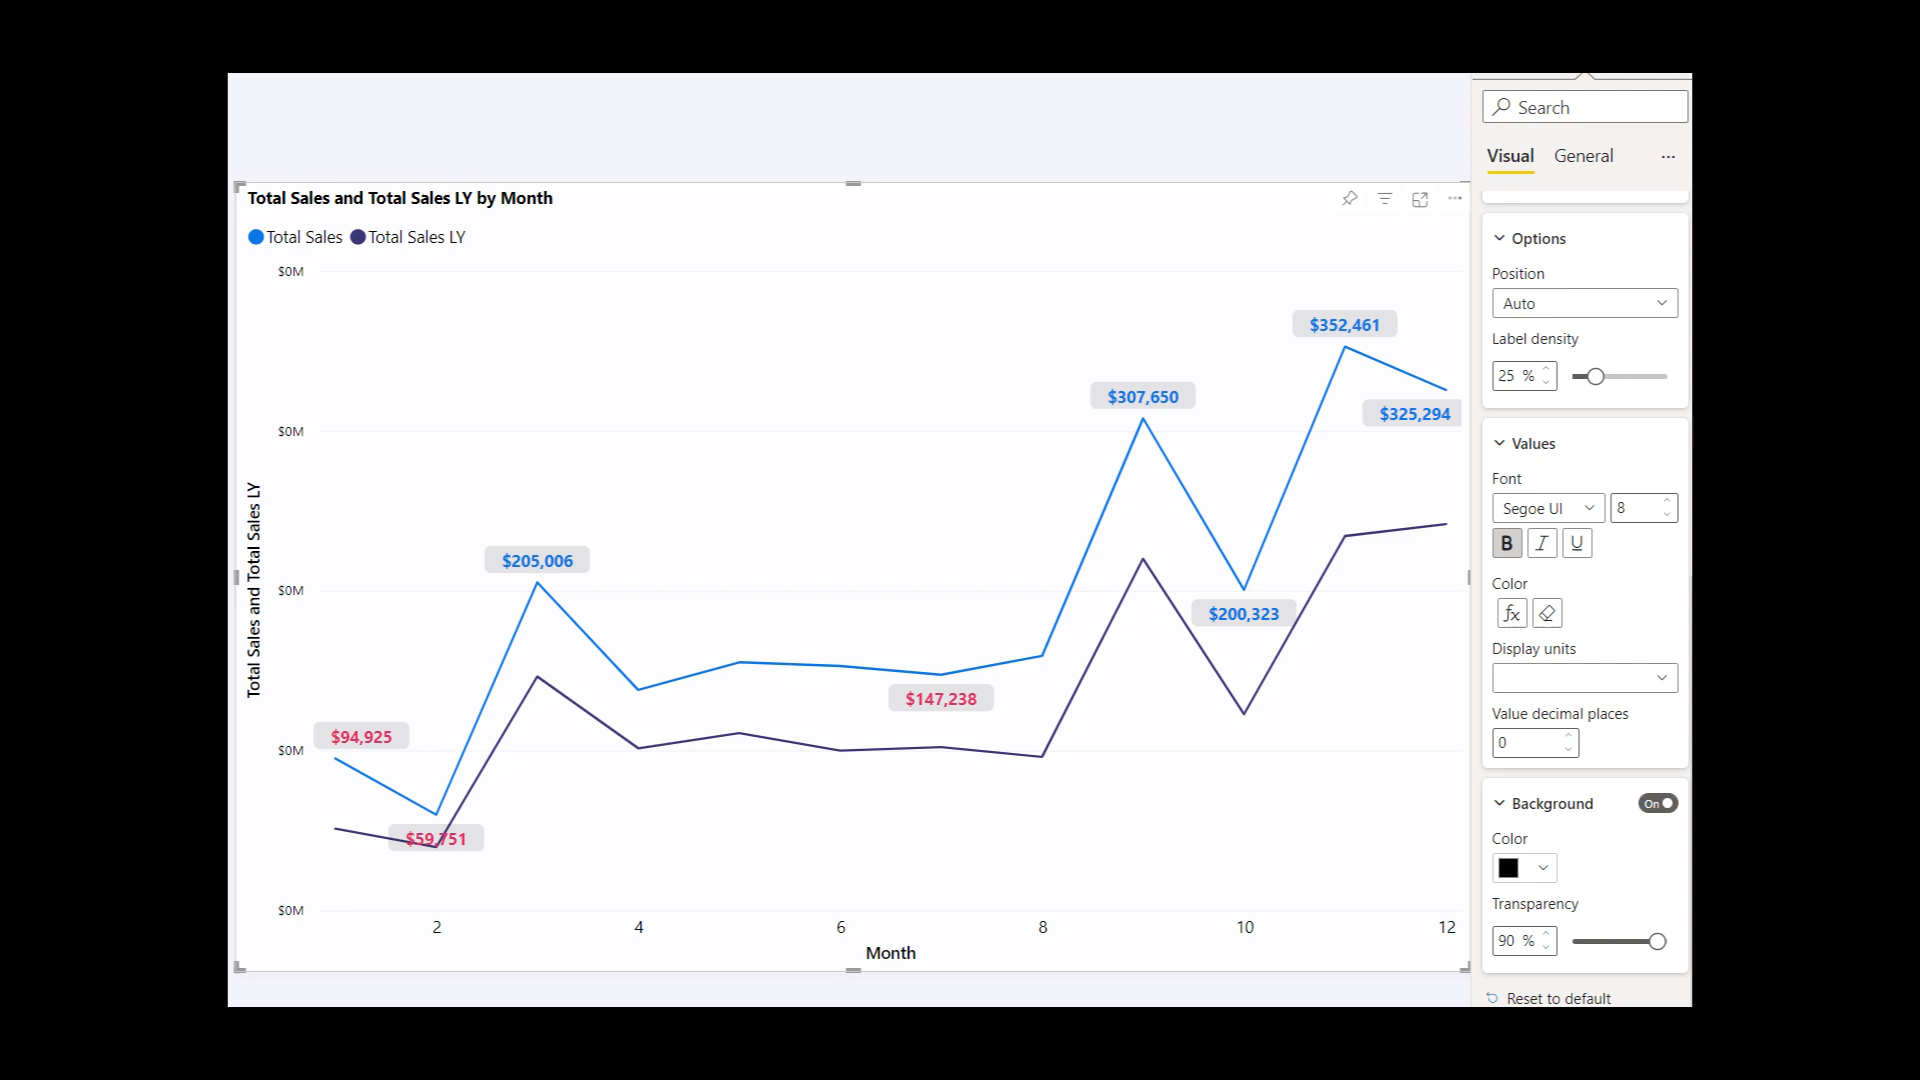 Total Sales and Total Sales LY by Month
Total Sales Total Sales LY
$0M
$0M
$0M
$0M
$0M
Total Sales and Total Sales LY
$94,925
$59,751
$205,006
$147,238
$307,650
$200,323
$352,461
$325,294
2 4 6 8 10 12
Month
Search
Visual General ...
Options
Position
Auto
Label density
25 %
Values
Font
Segoe UI 8
B I U
Color
fx
Display units
Value decimal places
0
Background On
Color
Transparency
90 %
Reset to default